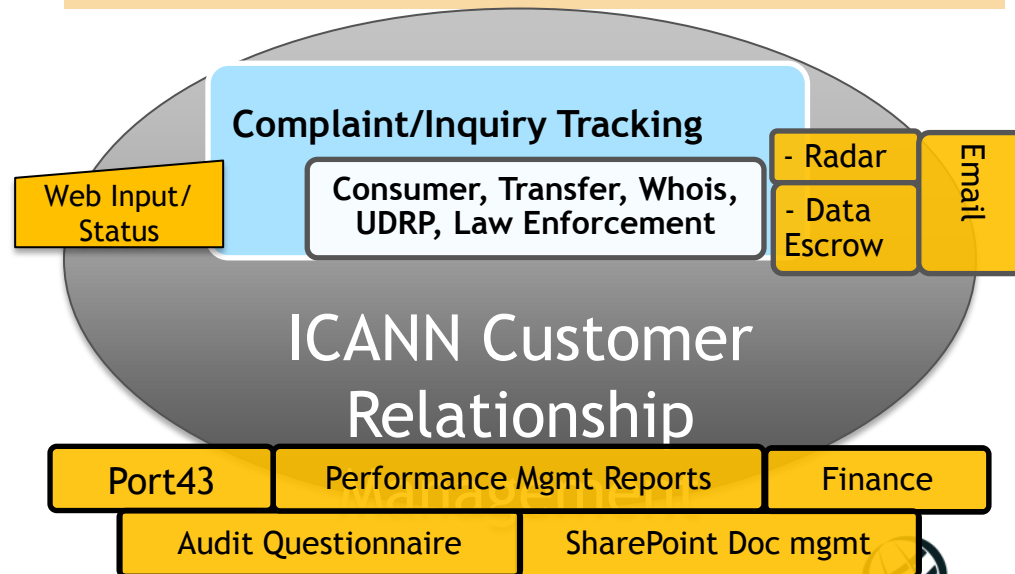 Complaint/Inquiry Tracking
Consumer, Transfer, Whois,
UDRP, Law Enforcement
Web Input/
Status
- Radar
- Data
Escrow
Email
ICANN Customer
Relationship
Management
Port43
Performance Mgmt Reports
Finance
Audit Questionnaire
SharePoint Doc mgmt